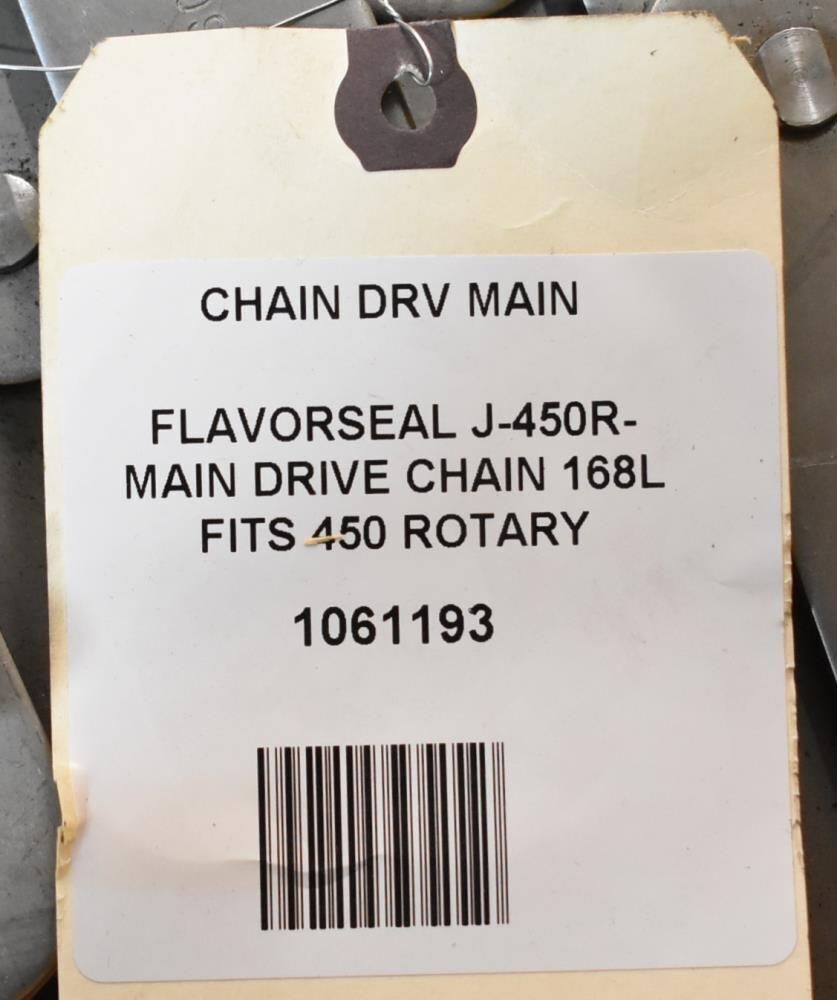 CHAIN DRV MAIN
FLAVORSEAL J-450R-
MAIN DRIVE CHAIN 168L
FITS 450 ROTARY
1061193